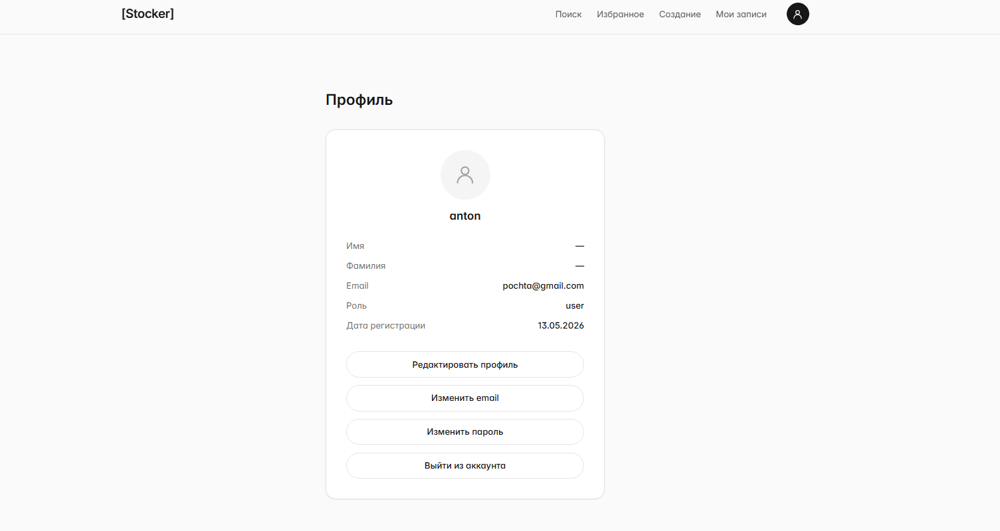 [Stocker]
Поиск Избранное Создание Мои записи
Профиль
anton
Имя —
Фамилия —
Email pochta@gmail.com
Роль user
Дата регистрации 13.05.2026
Редактировать профиль
Изменить email
Изменить пароль
Выйти из аккаунта